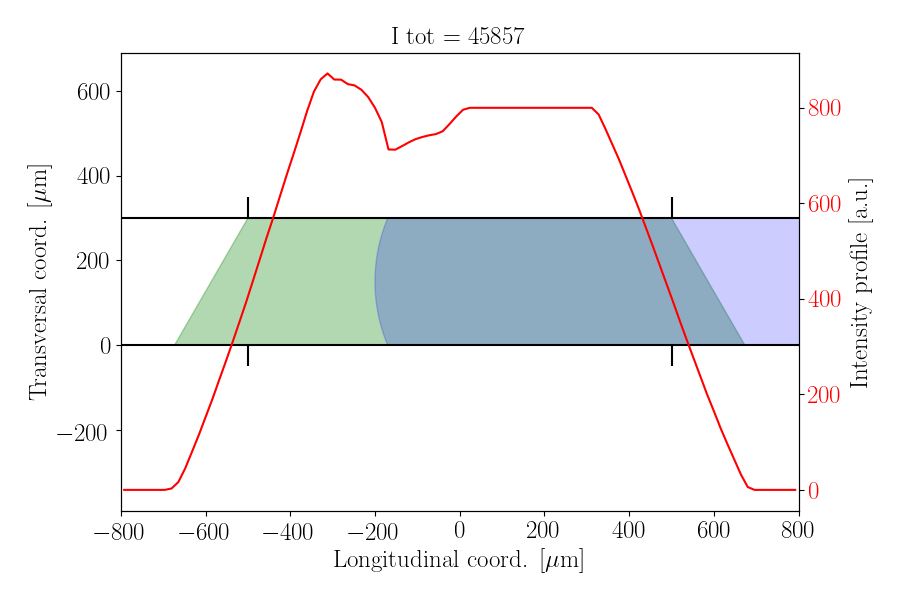 I tot = 45857
Transversal coord. [μm]
600
400
200
0
−200
800
600
400
200
0
Intensity profile [a.u.]
−800 −600 −400 −200 0 200 400 600 800
Longitudinal coord. [μm]